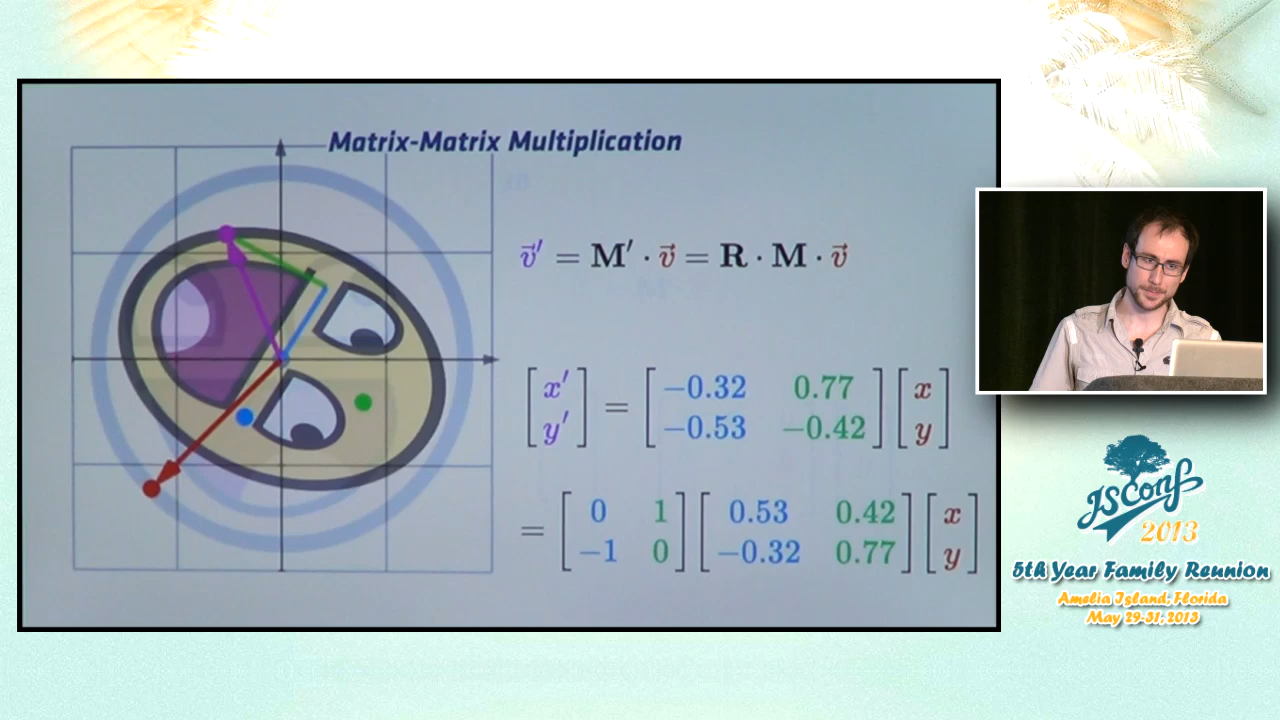 Matrix-Matrix Multiplication
v⃗′ = M′ · v⃗ = R · M · v⃗
[x′ y′] = [−0.32 0.77 −0.53 −0.42] [x y]
= [0 1 −1 0] [0.53 0.42 −0.32 0.77] [x y]
JSConf
2013
5th Year Family Reunion
Amelia Island, Florida
May 29-31, 2013